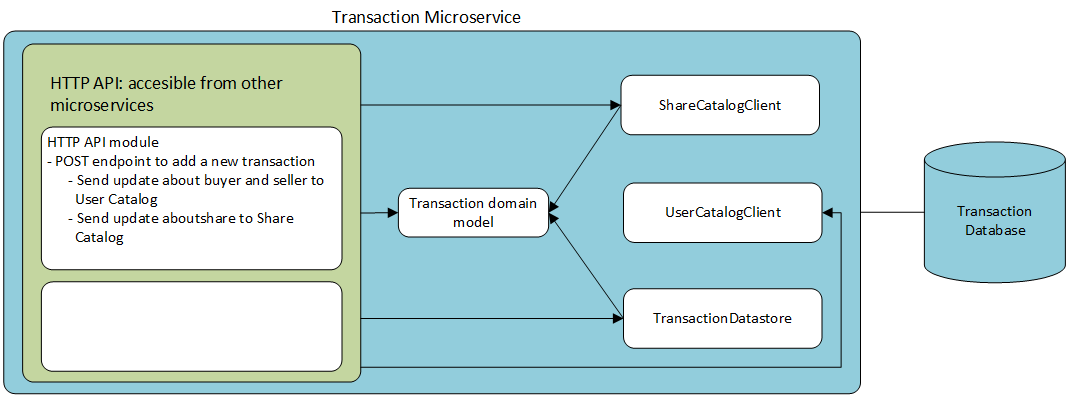 Transaction Microservice
HTTP API: accesible from other
microservices
HTTP API module
- POST endpoint to add a new transaction
- Send update about buyer and seller to
User Catalog
- Send update aboutshare to Share
Catalog
Transaction domain
model
ShareCatalogClient
UserCatalogClient
TransactionDatastore
Transaction
Database